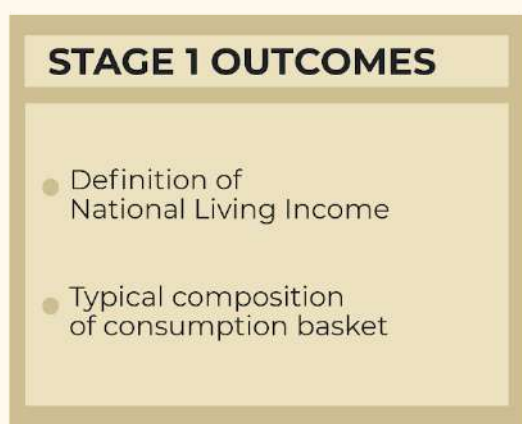 STAGE 1 OUTCOMES
Definition of
National Living Income
Typical composition
of consumption basket